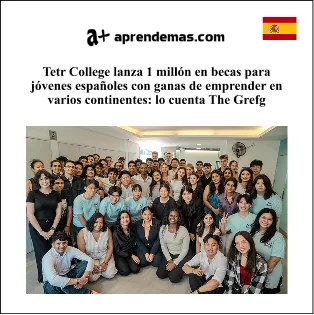 a+ aprendemas.com
Tetr College lanza 1 millón en becas para
jóvenes españoles con ganas de emprender en
varios continentes: lo cuenta The Grefg